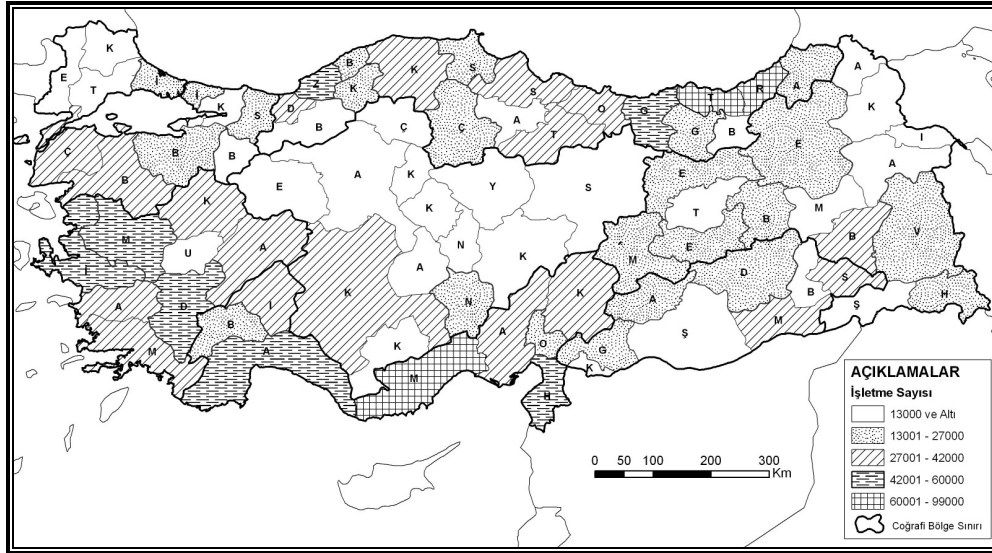 K
E
T
İ
İ
K
S
D
Z
B
K
K
S
S
O
G
T
R
A
A
K
I
B
Ç
Ç
A
T
G
B
E
A
Ç
B
B
B
E
A
K
Y
S
E
T
B
M
B
V
K
K
M
U
A
N
K
M
E
D
S
B
Ş
H
İ
A
D
B
I
K
A
N
A
K
O
A
G
Ş
M
M
A
K
M
H
K
AÇIKLAMALAR
İşletme Sayısı
13000 ve Altı
13001 - 27000
27001 - 42000
42001 - 60000
60001 - 99000
Coğrafi Bölge Sınırı
0 50 100 200 300
Km